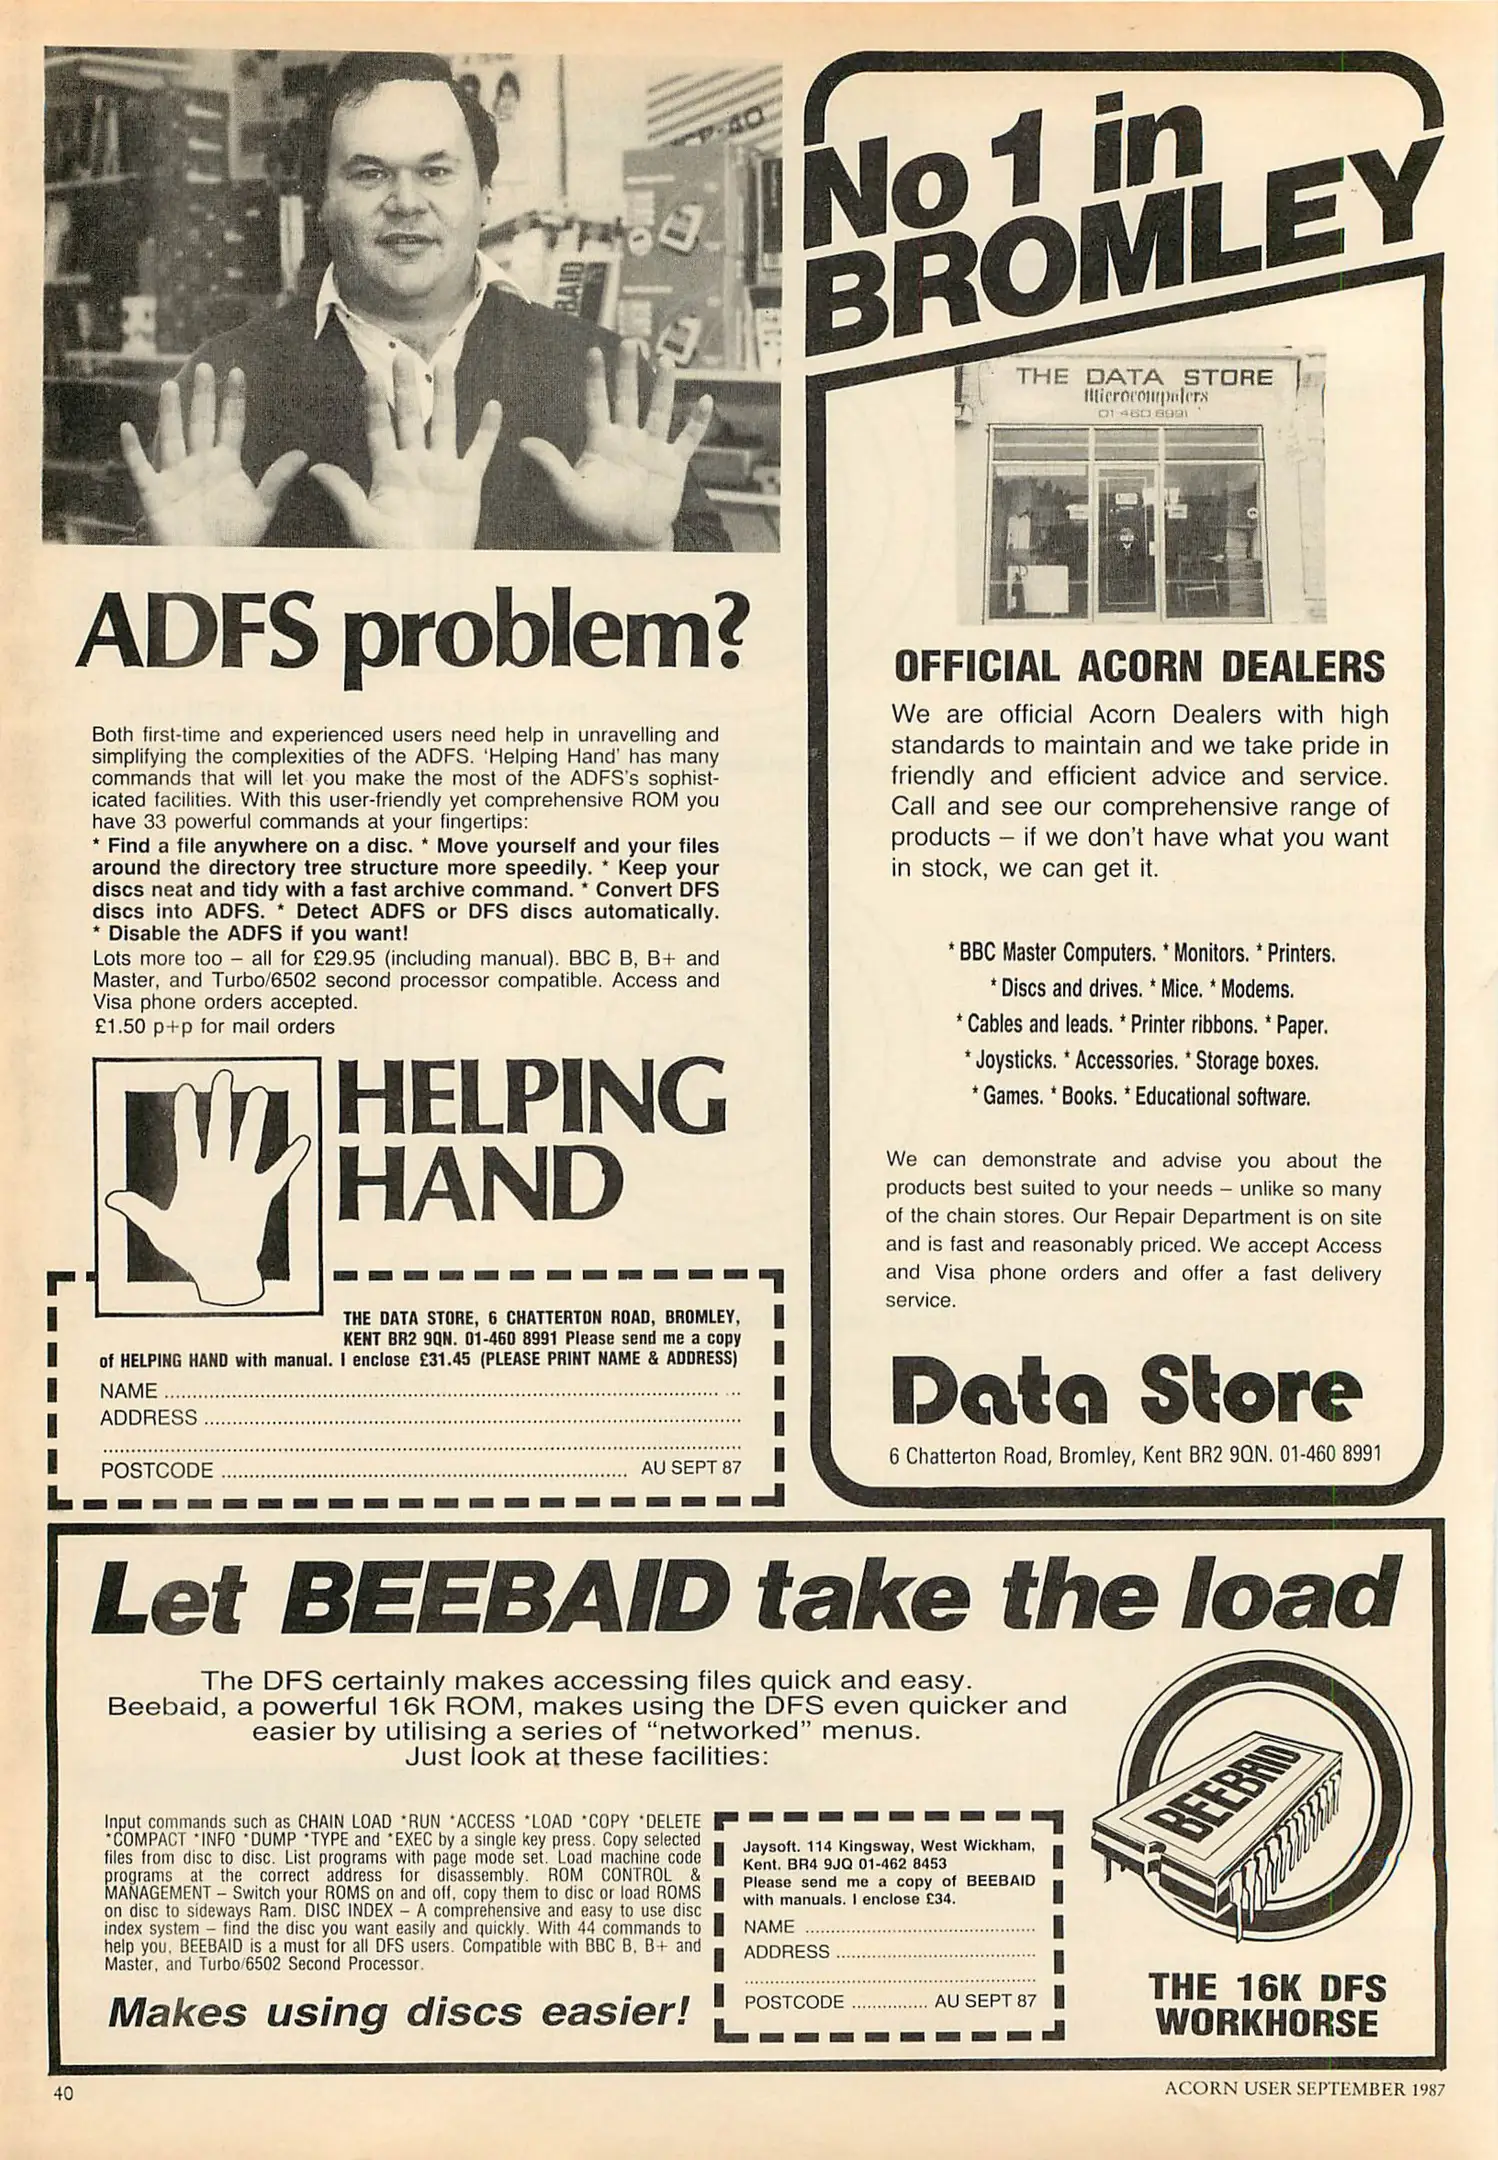 CP-40
BAID
ADFS problem?
Both first-time and experienced users need help in unravelling and
simplifying the complexities of the ADFS. ‘Helping Hand’ has many
commands that will let you make the most of the ADFS’s sophist-
icated facilities. With this user-friendly yet comprehensive ROM you
have 33 powerful commands at your fingertips:
* Find a file anywhere on a disc. * Move yourself and your files
around the directory tree structure more speedily. * Keep your
discs neat and tidy with a fast archive command. * Convert DFS
discs into ADFS. * Detect ADFS or DFS discs automatically.
* Disable the ADFS if you want!
Lots more too – all for £29.95 (including manual). BBC B, B+ and
Master, and Turbo/6502 second processor compatible. Access and
Visa phone orders accepted.
£1.50 p+p for mail orders
HELPING
HAND
THE DATA STORE, 6 CHATTERTON ROAD, BROMLEY,
KENT BR2 9QN. 01-460 8991 Please send me a copy
of HELPING HAND with manual. I enclose £31.45 (PLEASE PRINT NAME & ADDRESS)
NAME
ADDRESS
POSTCODE AU SEPT 87
No 1 in
BROMLEY
THE DATA STORE
Microcomputers
01 460 8991
OFFICIAL ACORN DEALERS
We are official Acorn Dealers with high
standards to maintain and we take pride in
friendly and efficient advice and service.
Call and see our comprehensive range of
products – if we don’t have what you want
in stock, we can get it.
* BBC Master Computers. * Monitors. * Printers.
* Discs and drives. * Mice. * Modems.
* Cables and leads. * Printer ribbons. * Paper.
* Joysticks. * Accessories. * Storage boxes.
* Games. * Books. * Educational software.
We can demonstrate and advise you about the
products best suited to your needs – unlike so many
of the chain stores. Our Repair Department is on site
and is fast and reasonably priced. We accept Access
and Visa phone orders and offer a fast delivery
service.
Data Store
6 Chatterton Road, Bromley, Kent BR2 9QN. 01-460 8991
Let BEEBAID take the load
The DFS certainly makes accessing files quick and easy.
Beebaid, a powerful 16k ROM, makes using the DFS even quicker and
easier by utilising a series of “networked” menus.
Just look at these facilities:
Input commands such as CHAIN LOAD *RUN *ACCESS *LOAD *COPY *DELETE
*COMPACT *INFO *DUMP *TYPE and *EXEC by a single key press. Copy selected
files from disc to disc. List programs with page mode set. Load machine code
programs at the correct address for disassembly. ROM CONTROL &
MANAGEMENT – Switch your ROMS on and off, copy them to disc or load ROMS
on disc to sideways Ram. DISC INDEX – A comprehensive and easy to use disc
index system – find the disc you want easily and quickly. With 44 commands to
help you, BEEBAID is a must for all DFS users. Compatible with BBC B, B+ and
Master, and Turbo/6502 Second Processor.
Makes using discs easier!
Jaysoft. 114 Kingsway, West Wickham,
Kent. BR4 9JQ 01-462 8453
Please send me a copy of BEEBAID
with manuals. I enclose £34.
NAME
ADDRESS
POSTCODE AU SEPT 87
BEEBAID
THE 16K DFS
WORKHORSE
40
ACORN USER SEPTEMBER 1987